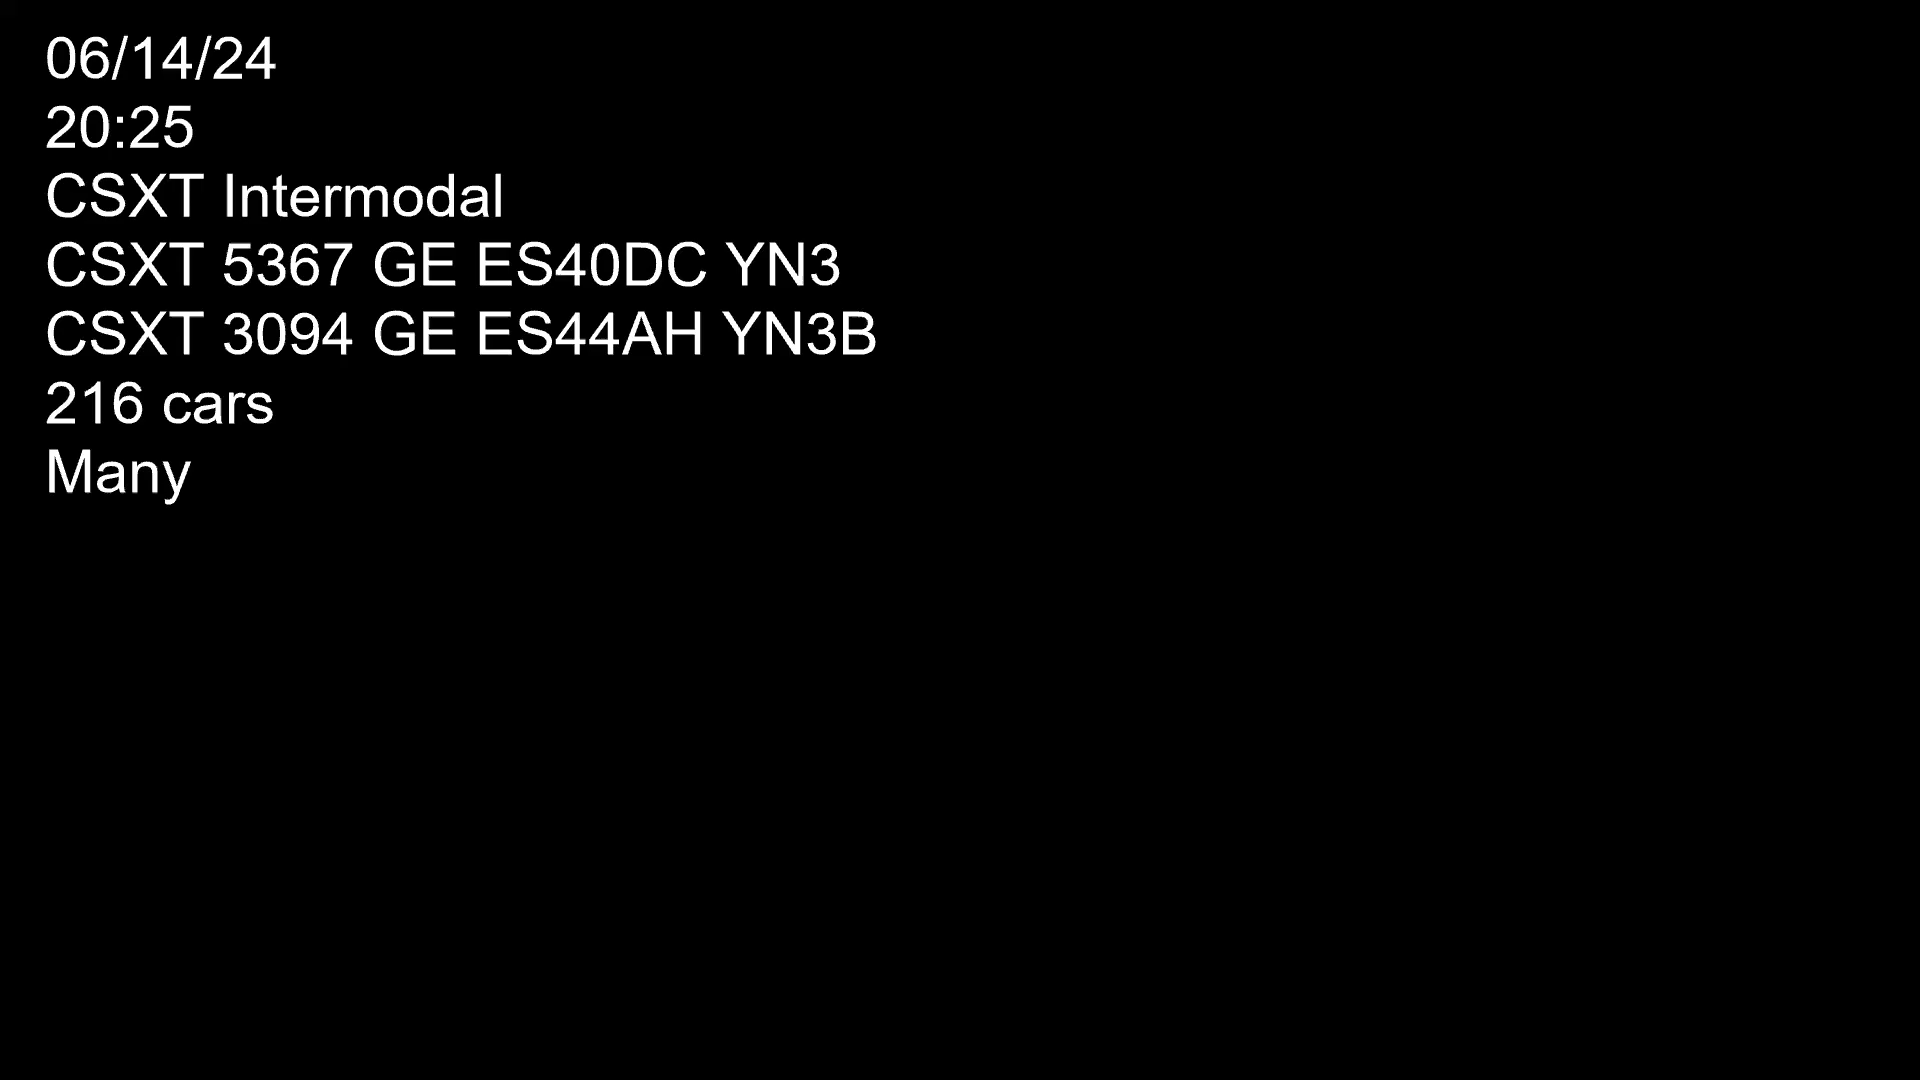 06/14/24
20:25
CSXT Intermodal
CSXT 5367 GE ES40DC YN3
CSXT 3094 GE ES44AH YN3B
216 cars
Many